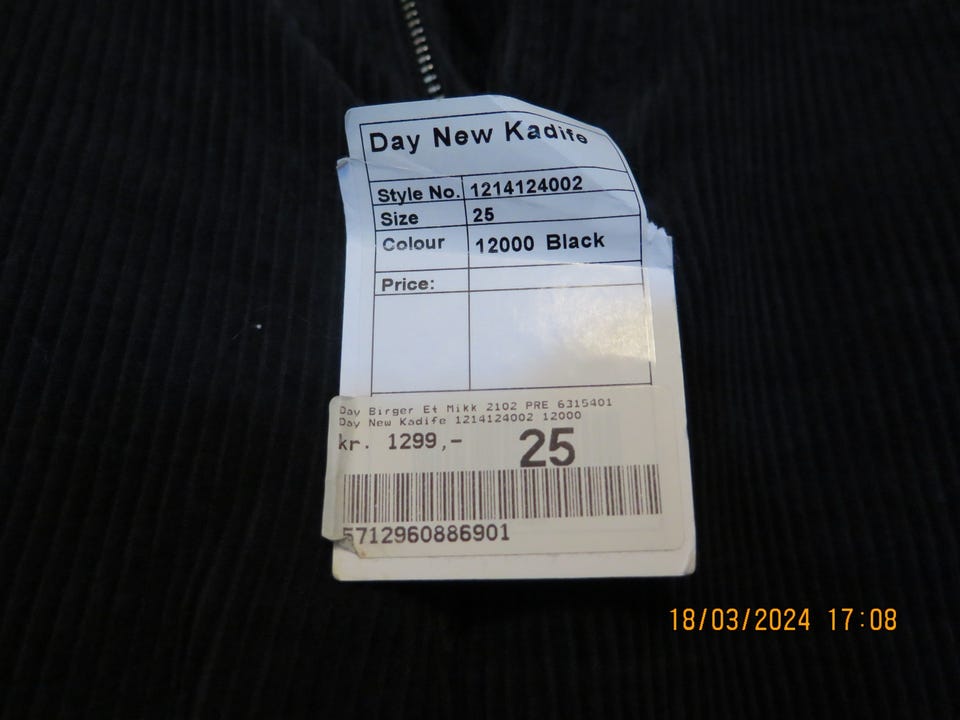 Day New Kadife
Style No. 1214124002
Size 25
Colour 12000 Black
Price:
Day Birger Et Mikk 2102 PRE 6315401
Day New Kadife 1214124002 12000
kr. 1299,- 25
5712960886901
18/03/2024 17:08